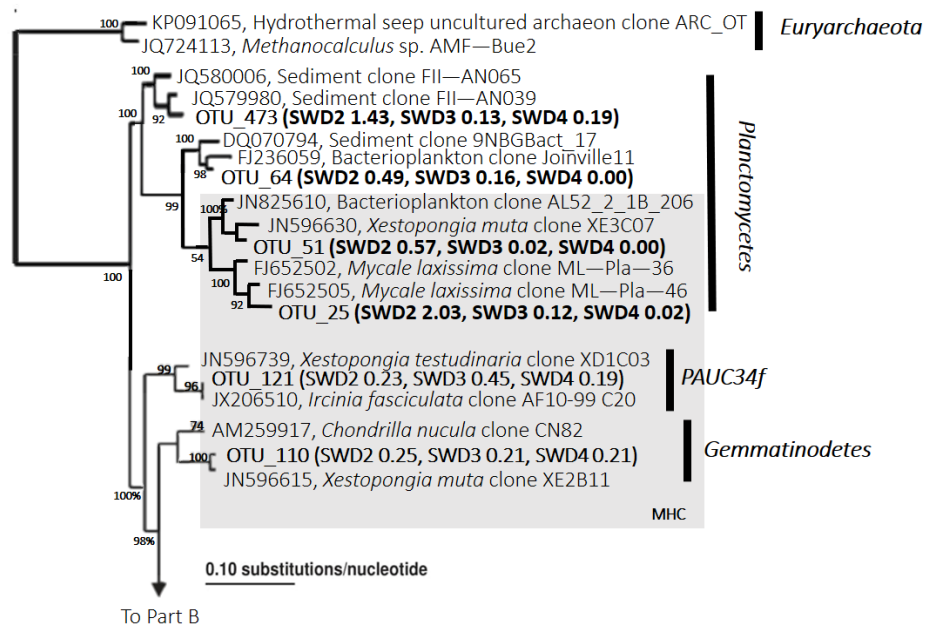 100 KP091065, Hydrothermal seep uncultured archaeon clone ARC_OT
JQ724113, Methanocalculus sp. AMF—Bue2
Euryarchaeota
100 JQ580006, Sediment clone FII—AN065
100 JQ579980, Sediment clone FII—AN039
92 OTU_473 (SWD2 1.43, SWD3 0.13, SWD4 0.19)
100 DQ070794, Sediment clone 9NBGBact_17
FJ236059, Bacterioplankton clone Joinville11
98 OTU_64 (SWD2 0.49, SWD3 0.16, SWD4 0.00)
99
100% JN825610, Bacterioplankton clone AL52_2_1B_206
JN596630, Xestopongia muta clone XE3C07
OTU_51 (SWD2 0.57, SWD3 0.02, SWD4 0.00)
54
FJ652502, Mycale laxissima clone ML—Pla—36
100 FJ652505, Mycale laxissima clone ML—Pla—46
92 OTU_25 (SWD2 2.03, SWD3 0.12, SWD4 0.02)
Planctomycetes
100
JN596739, Xestopongia testudinaria clone XD1C03
99 OTU_121 (SWD2 0.23, SWD3 0.45, SWD4 0.19)
96 JX206510, Ircinia fasciculata clone AF10-99 C20
PAUC34f
AM259917, Chondrilla nucula clone CN82
OTU_110 (SWD2 0.25, SWD3 0.21, SWD4 0.21)
100 JN596615, Xestopongia muta clone XE2B11
Gemmatinodetes
100%
MHC
98%
0.10 substitutions/nucleotide
To Part B